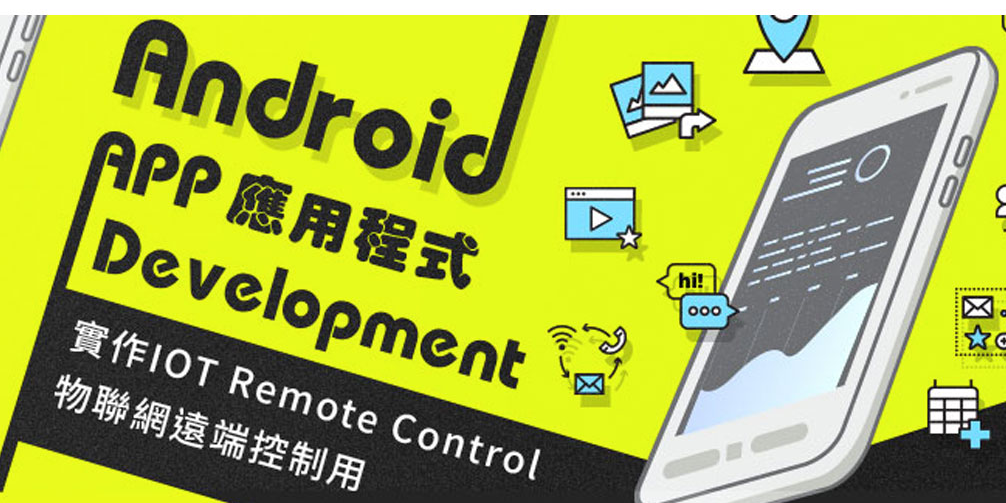 Android
APP 應用程式
Development
實作IOT Remote Control
物聯網遠端控制用
hi!